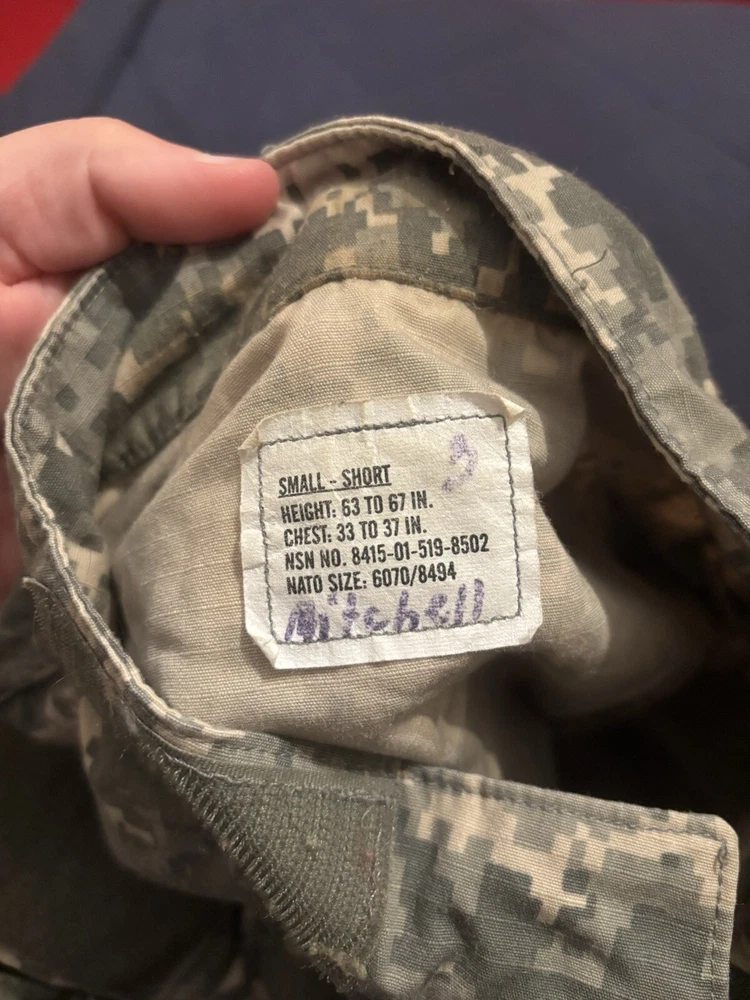 3
SMALL - SHORT
HEIGHT: 63 TO 67 IN.
CHEST: 33 TO 37 IN.
NSN NO. 8415-01-519-8502
NATO SIZE: 6070/8494
Mitchell